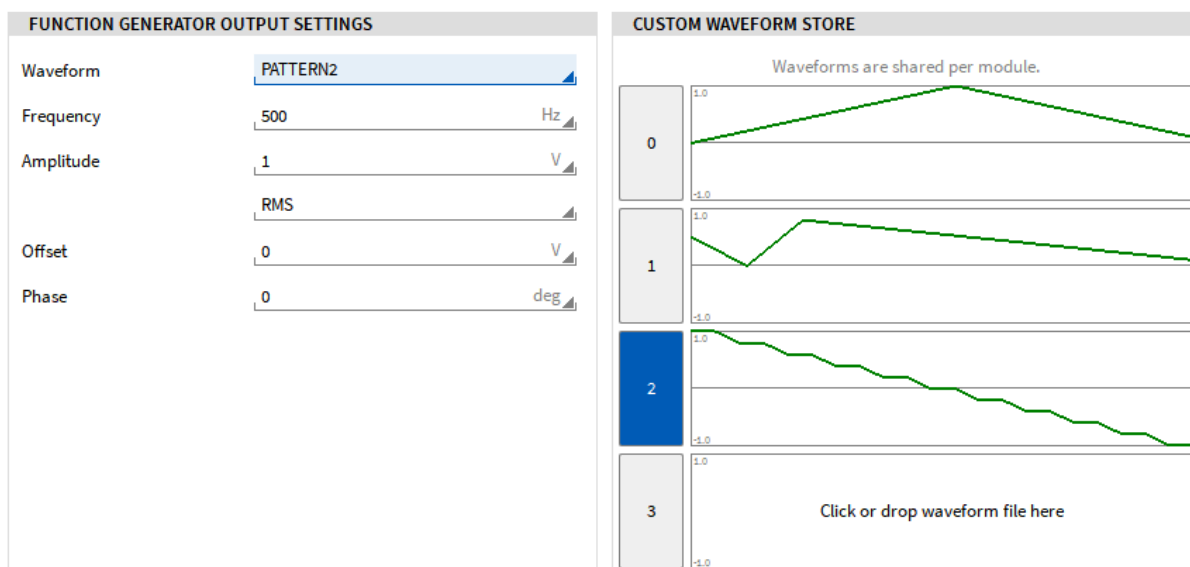 FUNCTION GENERATOR OUTPUT SETTINGS
Waveform PATTERN2
Frequency 500 Hz
Amplitude 1 V
RMS
Offset 0 V
Phase 0 deg
CUSTOM WAVEFORM STORE
Waveforms are shared per module.
1.0
0
-1.0
1.0
1
-1.0
1.0
2
-1.0
1.0
3 Click or drop waveform file here
-1.0